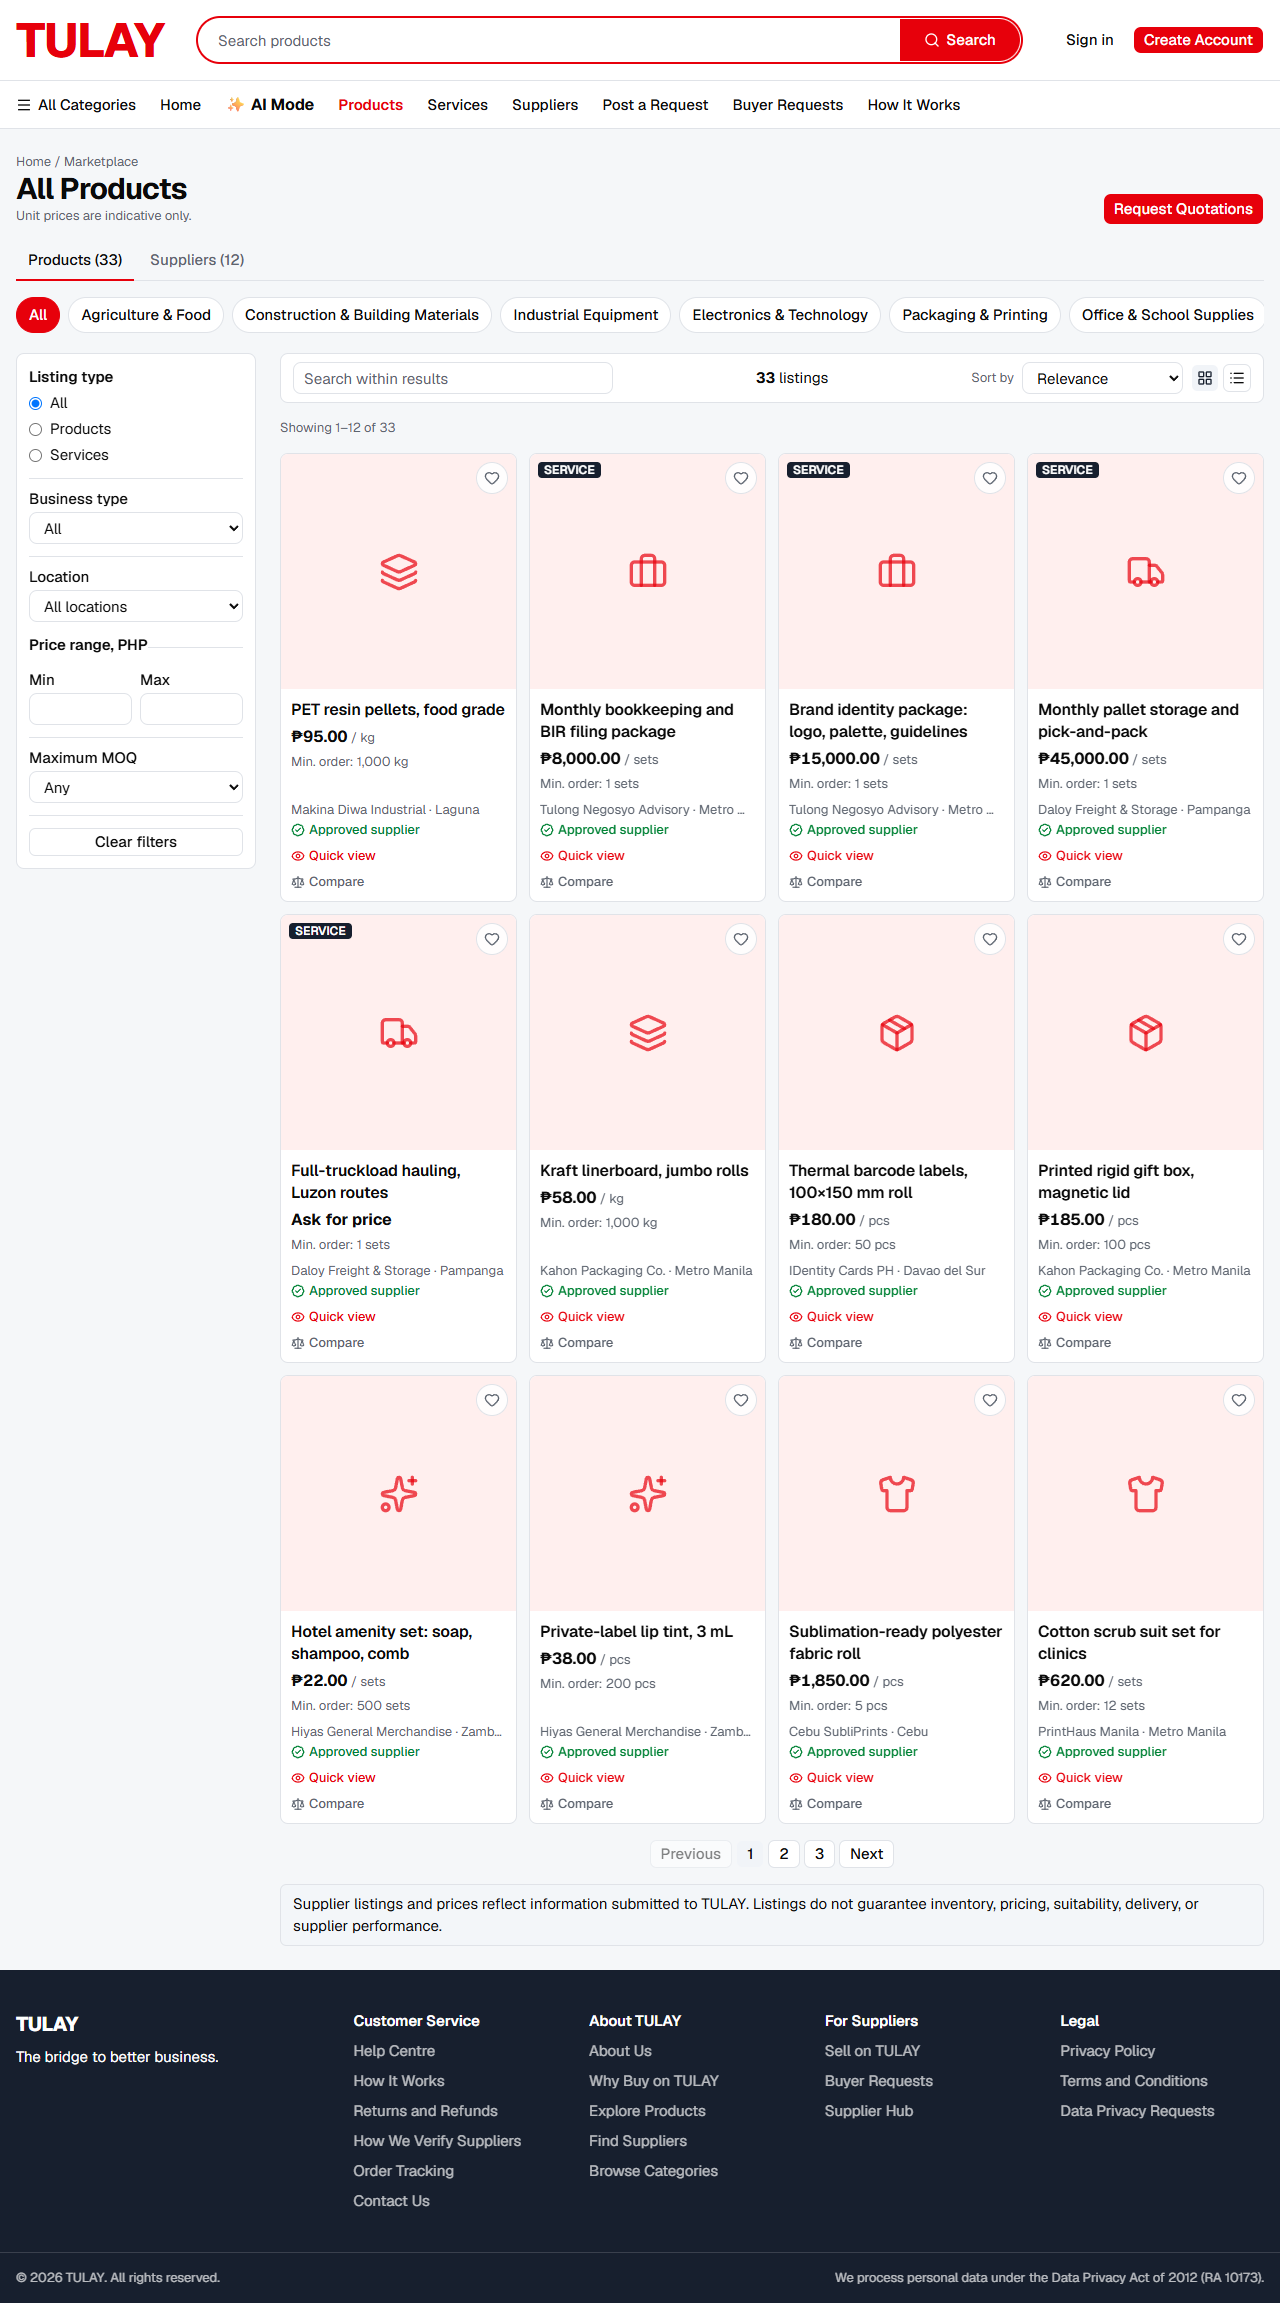 TULAY
Search products
Search
Sign in
Create Account
All Categories
Home
AI Mode
Products
Services
Suppliers
Post a Request
Buyer Requests
How It Works
Home / Marketplace
All Products
Unit prices are indicative only.
Request Quotations
Products (33)
Suppliers (12)
All
Agriculture & Food
Construction & Building Materials
Industrial Equipment
Electronics & Technology
Packaging & Printing
Office & School Supplies
Listing type
All
Products
Services
Business type
All
Location
All locations
Price range, PHP
Min
Max
Maximum MOQ
Any
Clear filters
Search within results
33 listings
Sort by
Relevance
Showing 1–12 of 33
PET resin pellets, food grade
₱95.00 / kg
Min. order: 1,000 kg
Makina Diwa Industrial · Laguna
Approved supplier
Quick view
Compare
SERVICE
Monthly bookkeeping and
BIR filing package
₱8,000.00 / sets
Min. order: 1 sets
Tulong Negosyo Advisory · Metro ...
Approved supplier
Quick view
Compare
SERVICE
Brand identity package:
logo, palette, guidelines
₱15,000.00 / sets
Min. order: 1 sets
Tulong Negosyo Advisory · Metro ...
Approved supplier
Quick view
Compare
SERVICE
Monthly pallet storage and
pick-and-pack
₱45,000.00 / sets
Min. order: 1 sets
Daloy Freight & Storage · Pampanga
Approved supplier
Quick view
Compare
SERVICE
Full-truckload hauling,
Luzon routes
Ask for price
Min. order: 1 sets
Daloy Freight & Storage · Pampanga
Approved supplier
Quick view
Compare
Kraft linerboard, jumbo rolls
₱58.00 / kg
Min. order: 1,000 kg
Kahon Packaging Co. · Metro Manila
Approved supplier
Quick view
Compare
Thermal barcode labels,
100×150 mm roll
₱180.00 / pcs
Min. order: 50 pcs
IDentity Cards PH · Davao del Sur
Approved supplier
Quick view
Compare
Printed rigid gift box,
magnetic lid
₱185.00 / pcs
Min. order: 100 pcs
Kahon Packaging Co. · Metro Manila
Approved supplier
Quick view
Compare
Hotel amenity set: soap,
shampoo, comb
₱22.00 / sets
Min. order: 500 sets
Hiyas General Merchandise · Zamb...
Approved supplier
Quick view
Compare
Private-label lip tint, 3 mL
₱38.00 / pcs
Min. order: 200 pcs
Hiyas General Merchandise · Zamb...
Approved supplier
Quick view
Compare
Sublimation-ready polyester
fabric roll
₱1,850.00 / pcs
Min. order: 5 pcs
Cebu SubliPrints · Cebu
Approved supplier
Quick view
Compare
Cotton scrub suit set for
clinics
₱620.00 / sets
Min. order: 12 sets
PrintHaus Manila · Metro Manila
Approved supplier
Quick view
Compare
Previous
1
2
3
Next
Supplier listings and prices reflect information submitted to TULAY. Listings do not guarantee inventory, pricing, suitability, delivery, or
supplier performance.
TULAY
The bridge to better business.
Customer Service
Help Centre
How It Works
Returns and Refunds
How We Verify Suppliers
Order Tracking
Contact Us
About TULAY
About Us
Why Buy on TULAY
Explore Products
Find Suppliers
Browse Categories
For Suppliers
Sell on TULAY
Buyer Requests
Supplier Hub
Legal
Privacy Policy
Terms and Conditions
Data Privacy Requests
© 2026 TULAY. All rights reserved.
We process personal data under the Data Privacy Act of 2012 (RA 10173).